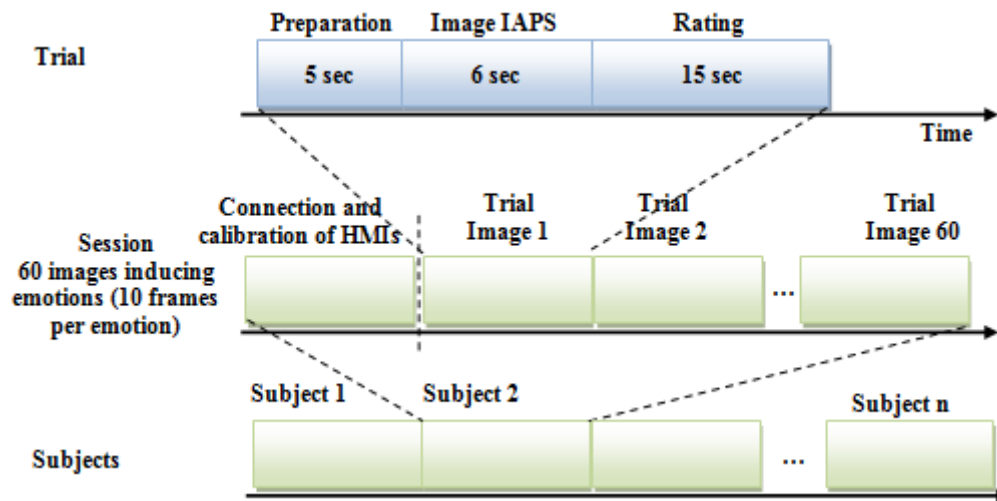 Preparation Image IAPS Rating
Trial
5 sec 6 sec 15 sec
Time
Connection and
calibration of HMIs
Trial
Image 1
Trial
Image 2
Trial
Image 60
Session
60 images inducing
emotions (10 frames
per emotion)
...
Subject 1 Subject 2 Subject n
Subjects
...